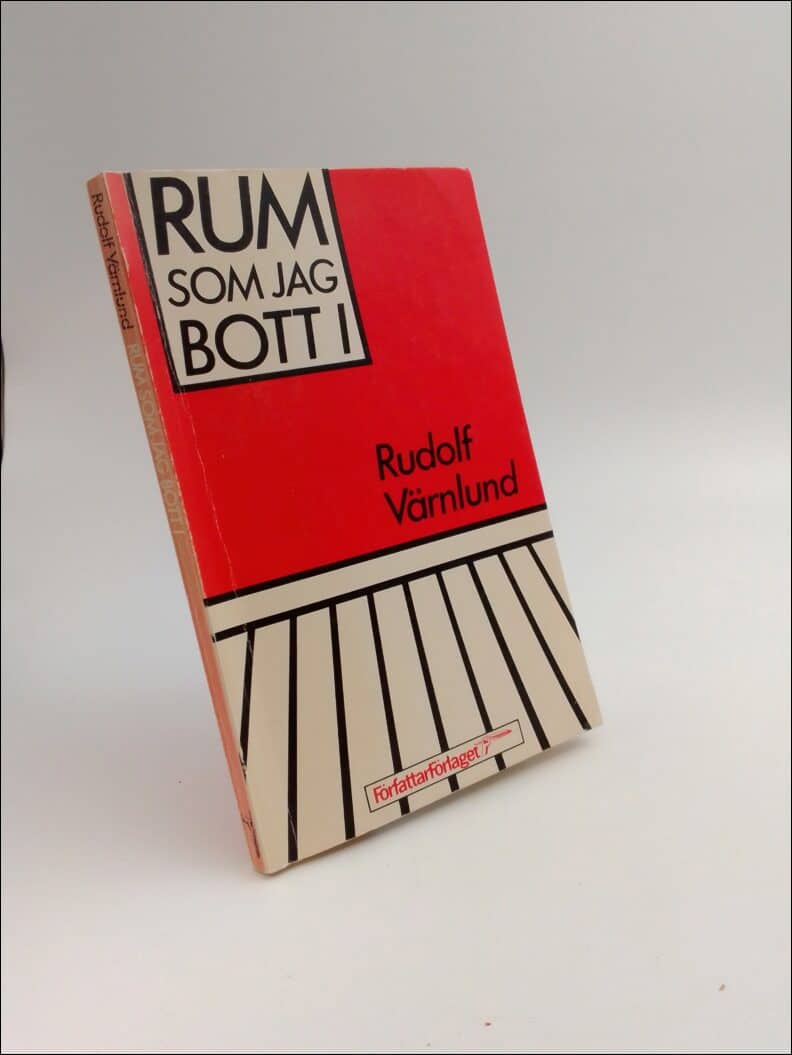 RUM
SOM JAG
BOTT I
Rudolf
Värnlund
FörfattarFörlaget
Rudolf Värnlund RUM SOM JAG BOTT I